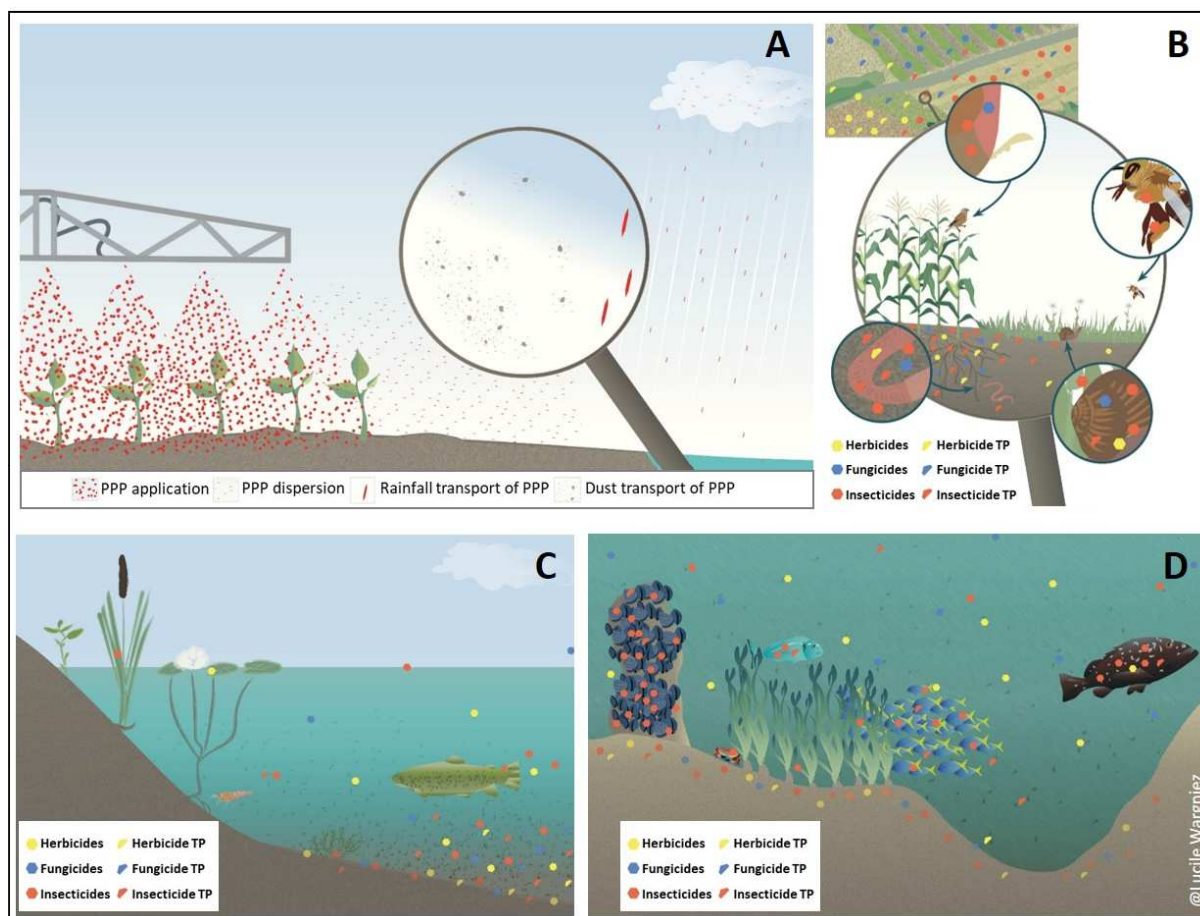 A
PPP application PPP dispersion Rainfall transport of PPP Dust transport of PPP
B
Herbicides Herbicide TP
Fungicides Fungicide TP
Insecticides Insecticide TP
C
Herbicides Herbicide TP
Fungicides Fungicide TP
Insecticides Insecticide TP
D
Herbicides Herbicide TP
Fungicides Fungicide TP
Insecticides Insecticide TP
@Lucile Wargniez